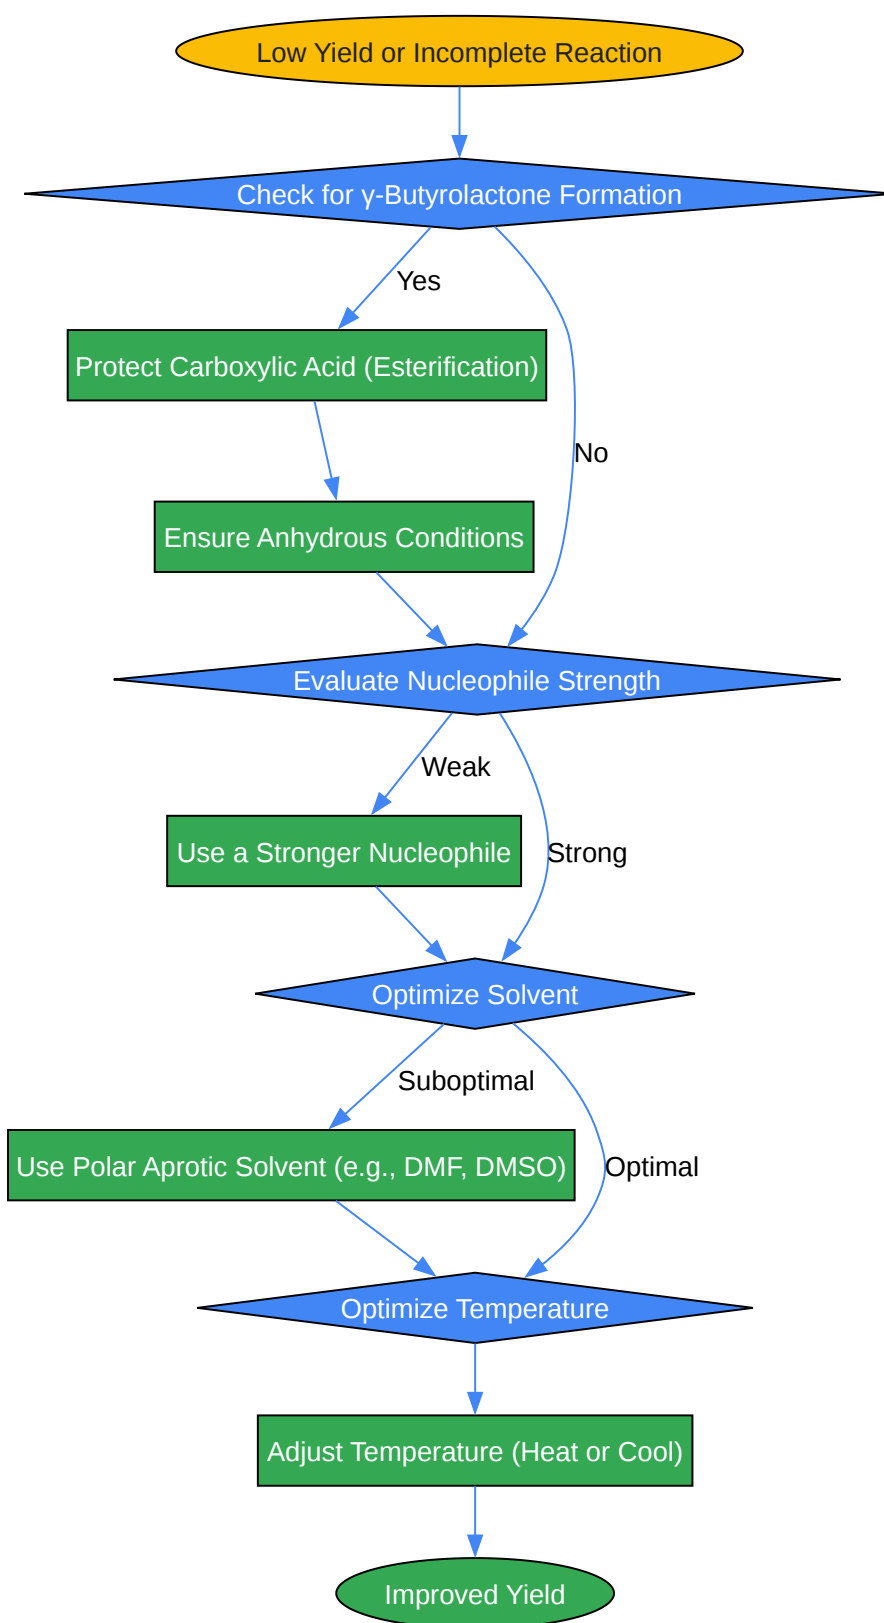 Low Yield or Incomplete Reaction
Check for γ-Butyrolactone Formation
Yes
Protect Carboxylic Acid (Esterification)
No
Ensure Anhydrous Conditions
Evaluate Nucleophile Strength
Weak
Use a Stronger Nucleophile
Strong
Optimize Solvent
Suboptimal
Use Polar Aprotic Solvent (e.g., DMF, DMSO)
Optimal
Optimize Temperature
Adjust Temperature (Heat or Cool)
Improved Yield